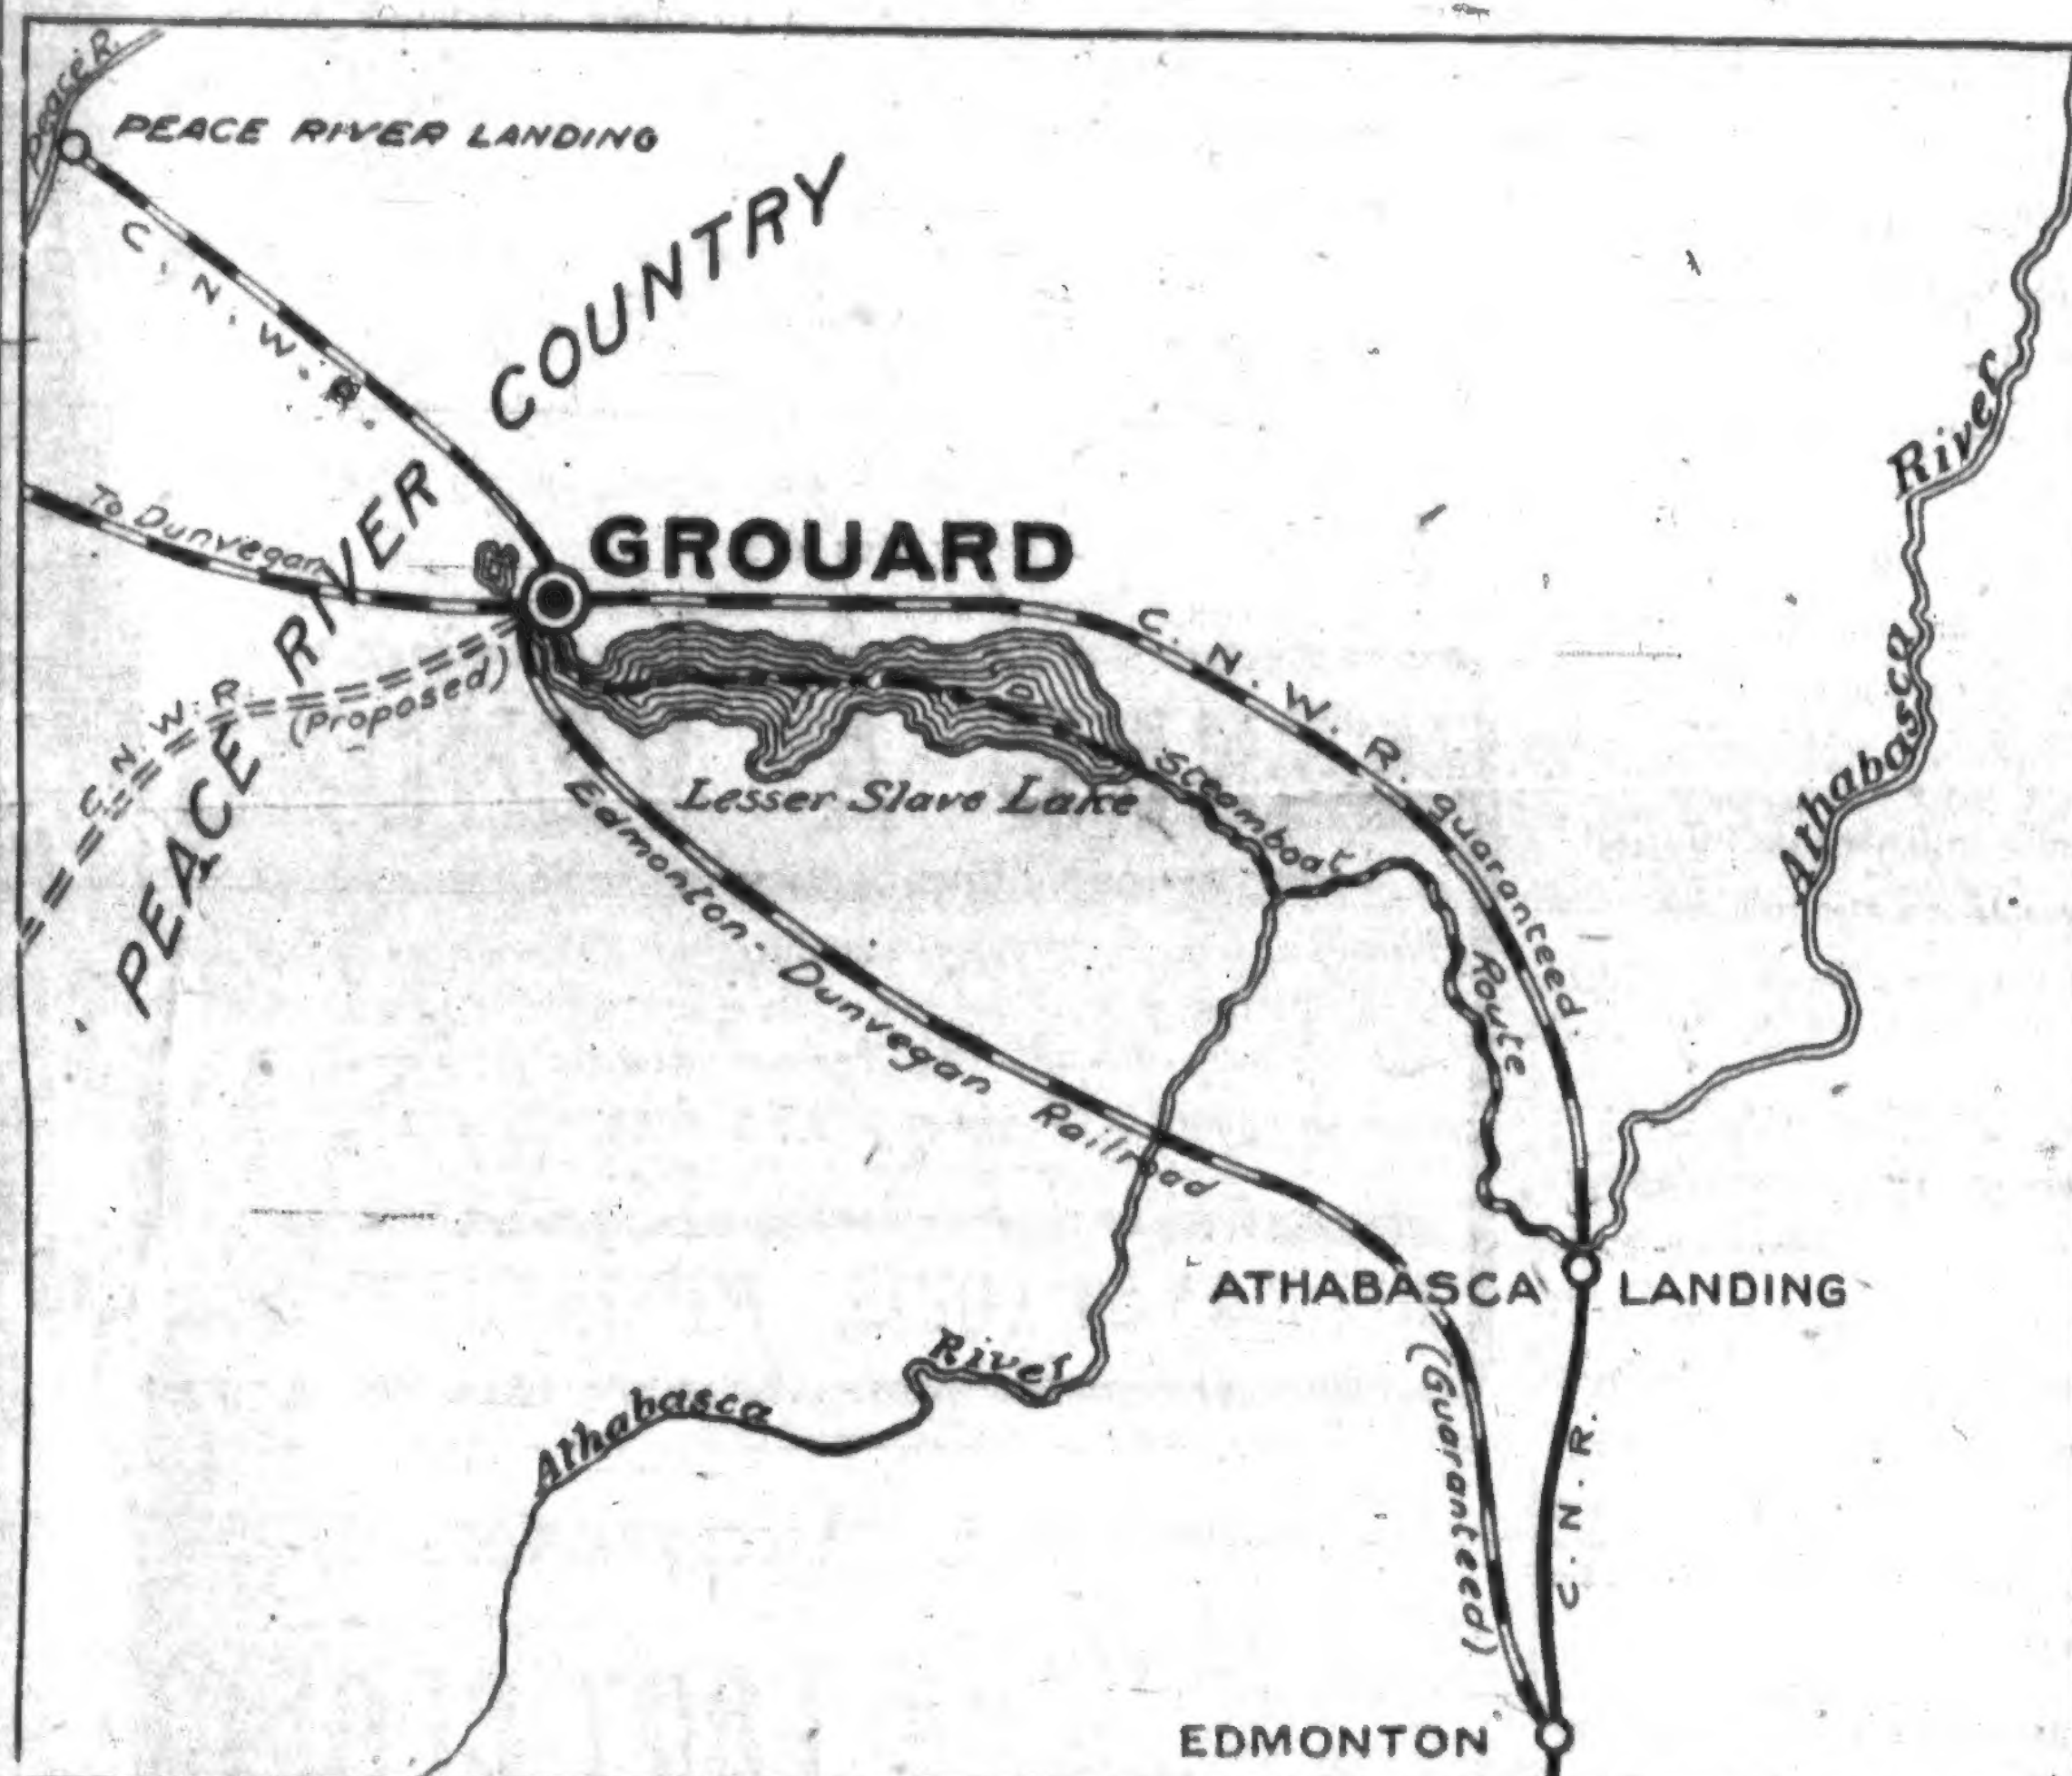 Peace R.
PEACE RIVER LANDING
C. N. W.
PEACE RIVER COUNTRY
To Dunvegan
GROUARD
C. N. W. R. guaranteed.
C. N. W. R.
(Proposed)
Lesser Slave Lake
Steamboat Route
Edmonton-Dunvegan Railroad
(Guaranteed)
Athabasca River
Athabasca River
ATHABASCA LANDING
C. N. R.
EDMONTON